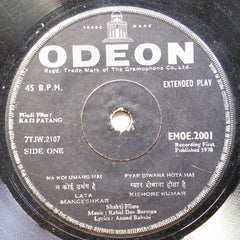 TRADE MARK
ODEON
Regd. Trade Mark of The Gramophone Co., Ltd.
45 R.P.M.
EXTENDED PLAY
Hindi Film:
KATI PATANG
7TJW.2107
SIDE ONE
EMOE.2001
Recording First
Published 1970
NA KOI UMANG HAI
न कोई उमंग है
LATA
MANGESHKAR
PYAR DIWANA HOTA HAI
प्यार दीवाना होता है
KISHORE KUMAR
Shakti Films
Music : Rahul Dev Burman
Lyrics : Anand Bakshi